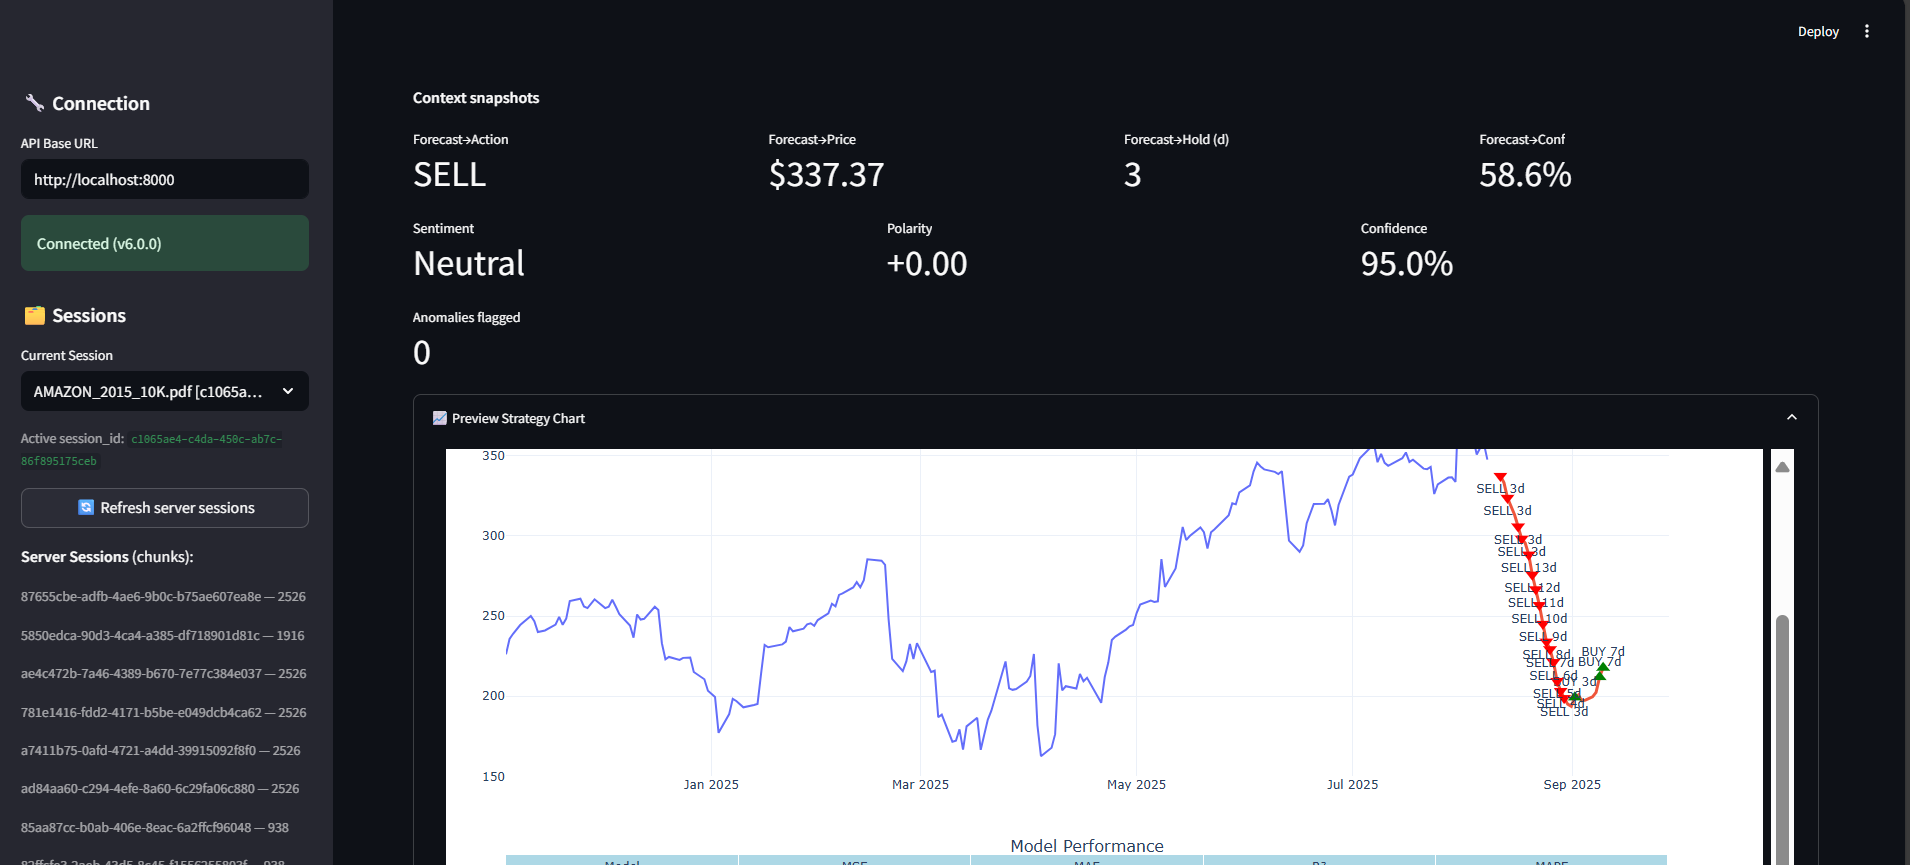 Deploy
Connection
API Base URL
http://localhost:8000
Connected (v6.0.0)
Sessions
Current Session
AMAZON_2015_10K.pdf [c1065a...
Active session_id: c1065ae4-c4da-450c-ab7c-
86f895175ceb
Refresh server sessions
Server Sessions (chunks):
87655cbe-adfb-4ae6-9b0c-b75ae607ea8e — 2526
5850edca-90d3-4ca4-a385-df718901d81c — 1916
ae4c472b-7a46-4389-b670-7e77c384e037 — 2526
781e1416-fdd2-4171-b5be-e049dcb4ca62 — 2526
a7411b75-0afd-4721-a4dd-39915092f8f0 — 2526
ad84aa60-c294-4efe-8a60-6c29fa06c880 — 2526
85aa87cc-b0ab-406e-8eac-6a2ffcf96048 — 938
Context snapshots
Forecast→Action
SELL
Forecast→Price
$337.37
Forecast→Hold (d)
3
Forecast→Conf
58.6%
Sentiment
Neutral
Polarity
+0.00
Confidence
95.0%
Anomalies flagged
0
Preview Strategy Chart
350
300
250
200
150
Jan 2025
Mar 2025
May 2025
Jul 2025
Sep 2025
SELL 3d
SELL 3d
SELL 3d
SELL 3d
SELL 13d
SELL 12d
SELL 11d
SELL 10d
SELL 9d
SELL 8d
SELL 7d
SELL 6d
SELL 5d
SELL 4d
SELL 3d
BUY 3d
BUY 7d
BUY 7d
Model Performance